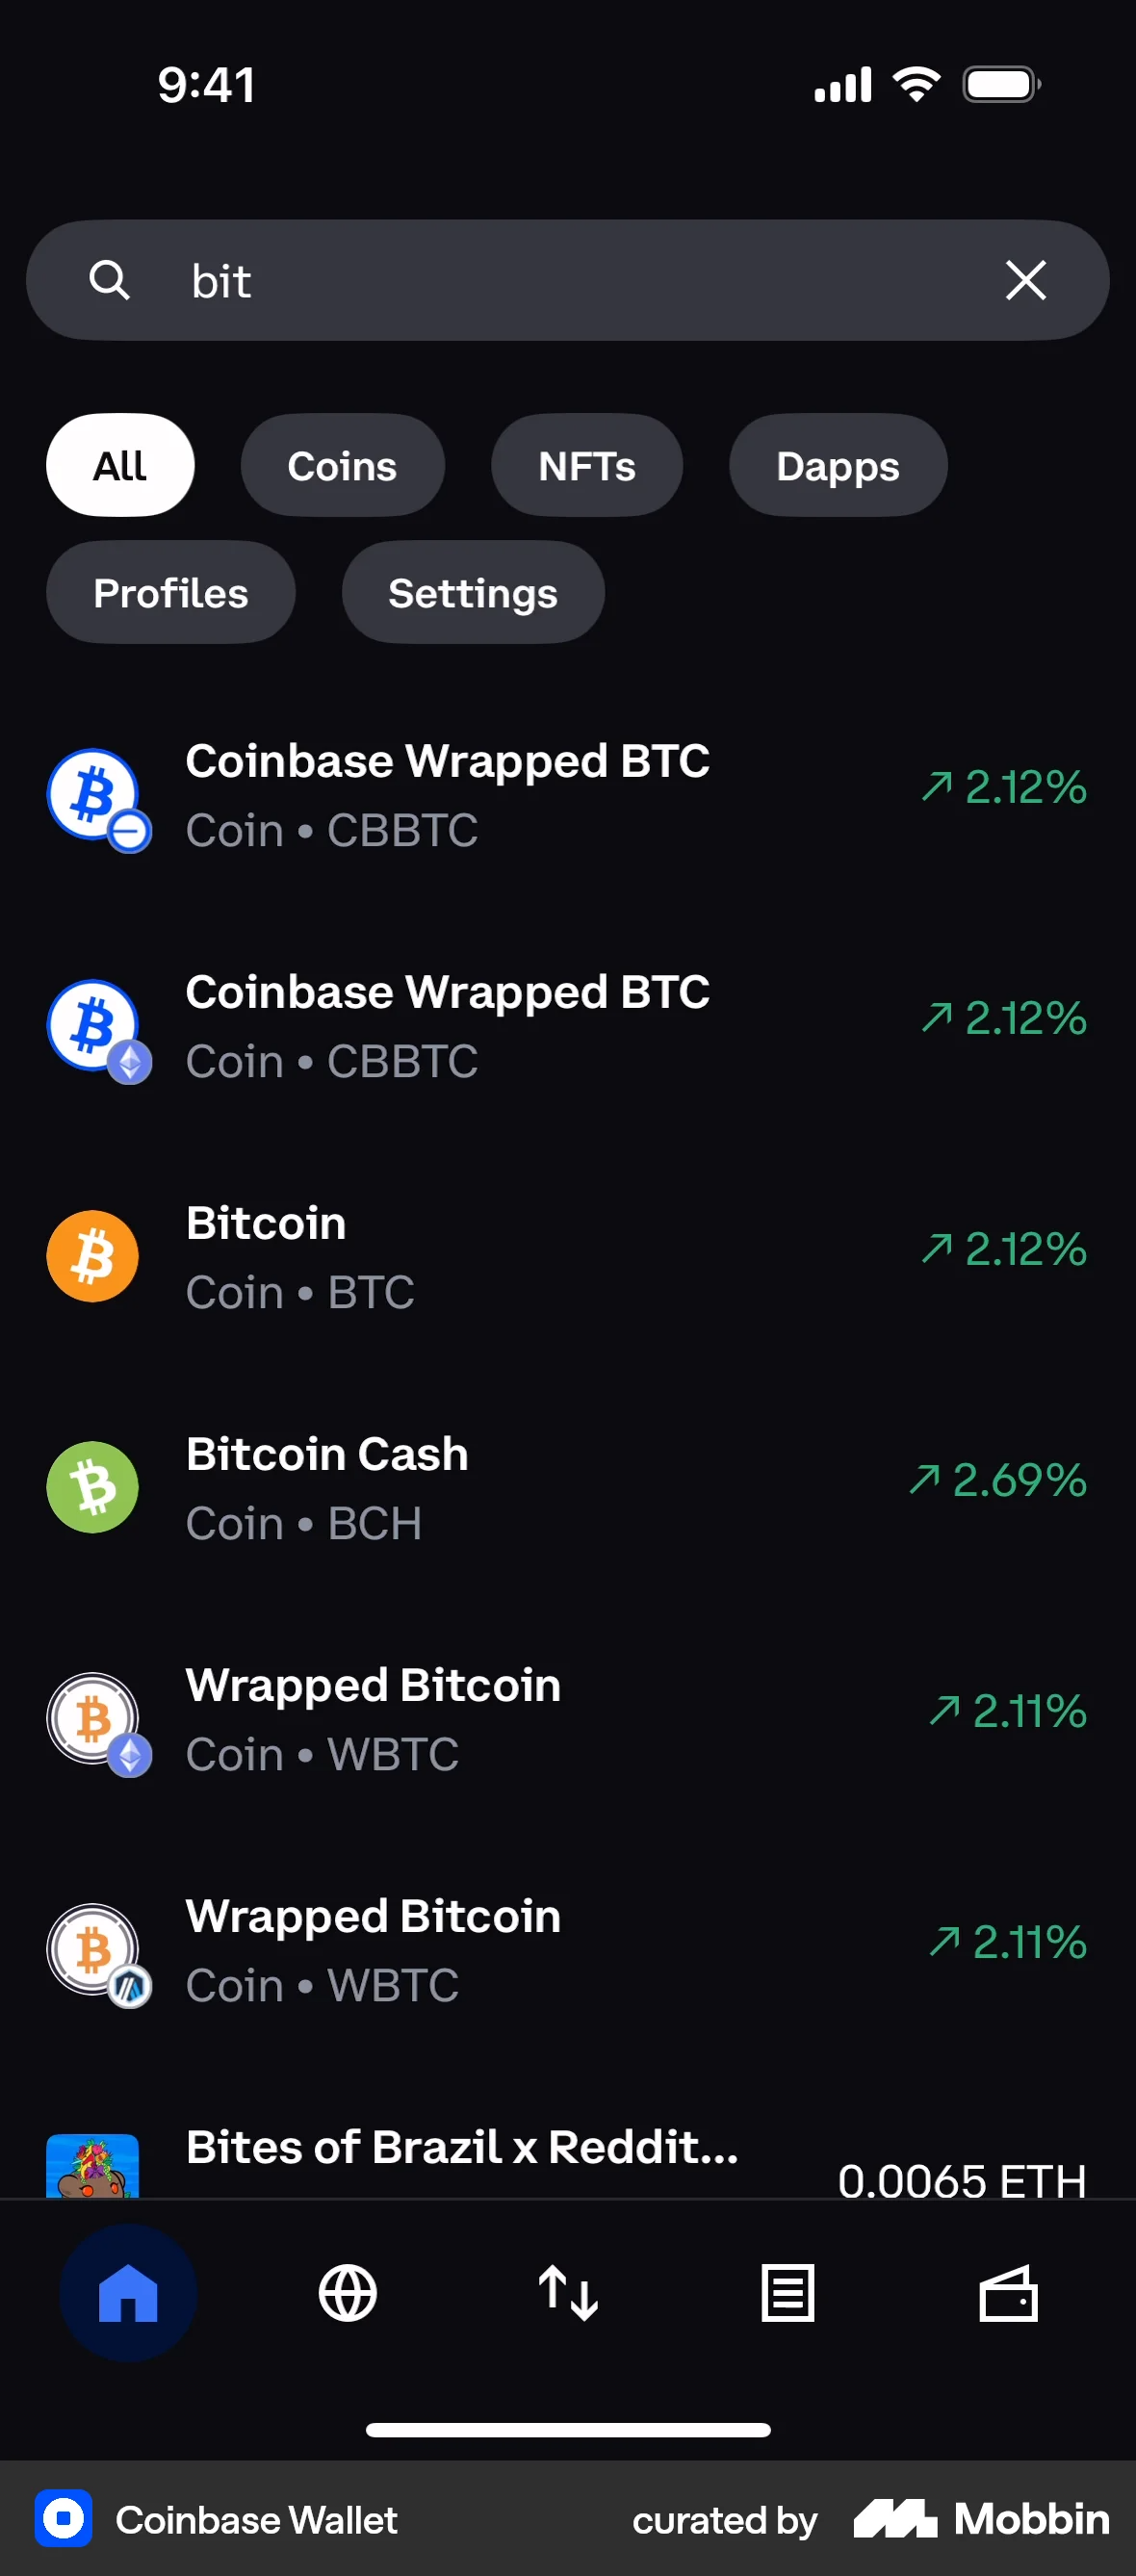 9:41
bit
All Coins NFTs Dapps
Profiles Settings
Coinbase Wrapped BTC
Coin • CBBTC
↗ 2.12%
Coinbase Wrapped BTC
Coin • CBBTC
↗ 2.12%
Bitcoin
Coin • BTC
↗ 2.12%
Bitcoin Cash
Coin • BCH
↗ 2.69%
Wrapped Bitcoin
Coin • WBTC
↗ 2.11%
Wrapped Bitcoin
Coin • WBTC
↗ 2.11%
Bites of Brazil x Reddit...
0.0065 ETH
Coinbase Wallet curated by Mobbin